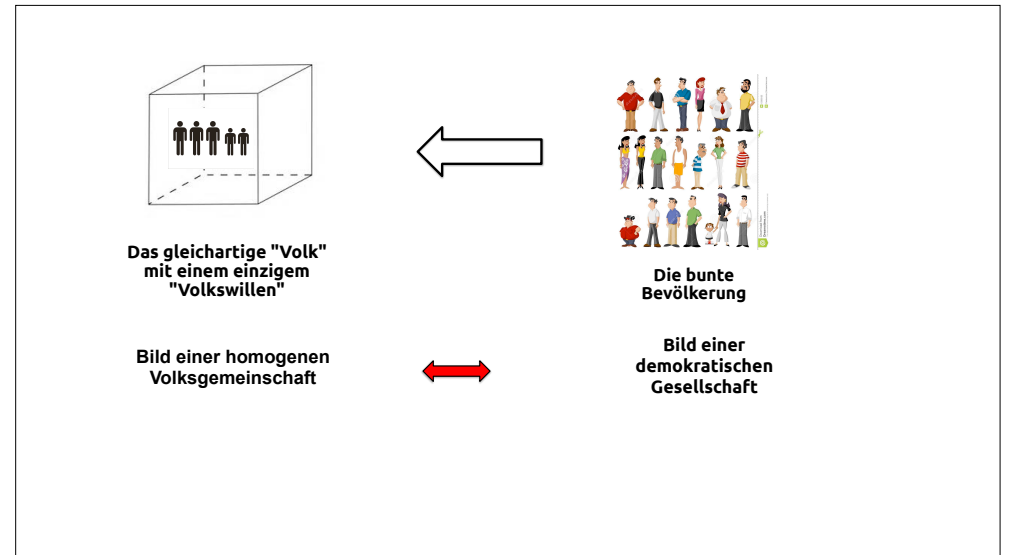 Das gleichartige "Volk"
mit einem einzigem
"Volkswillen"
Die bunte
Bevölkerung
Bild einer homogenen
Volksgemeinschaft
Bild einer
demokratischen
Gesellschaft